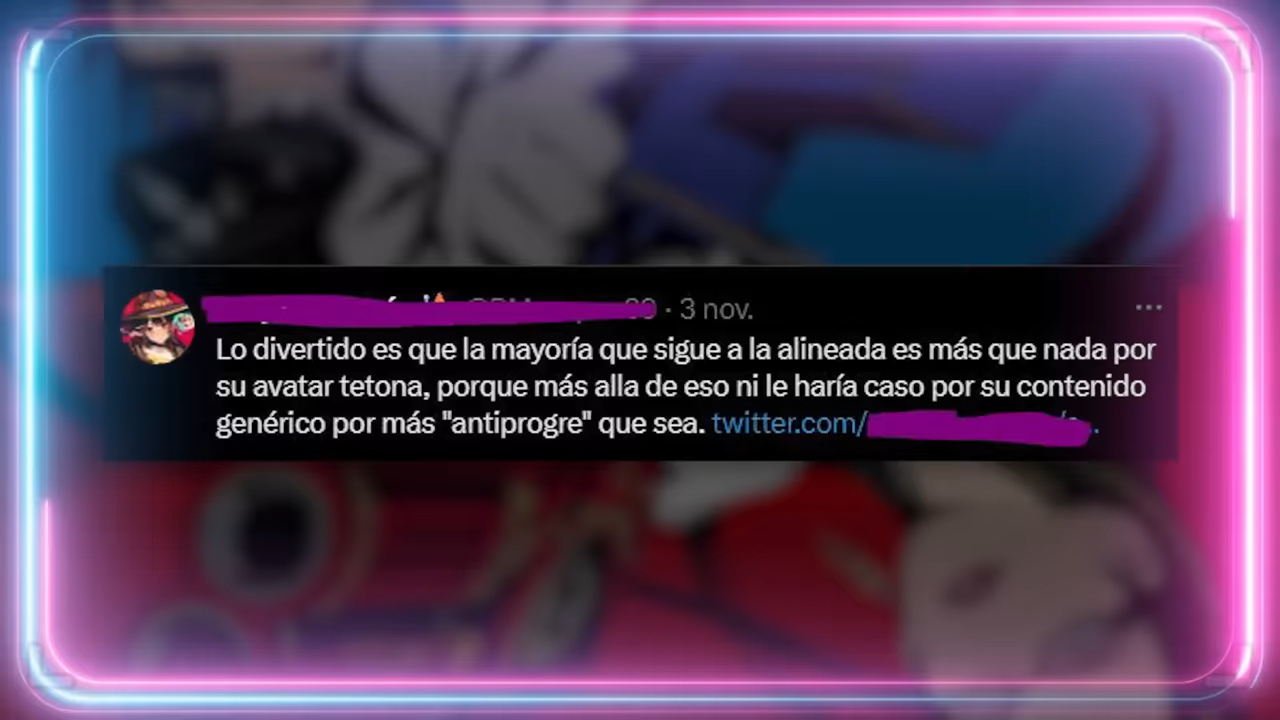 · 3 nov.
Lo divertido es que la mayoría que sigue a la alineada es más que nada por
su avatar tetona, porque más alla de eso ni le haría caso por su contenido
genérico por más "antiprogre" que sea. twitter.com/